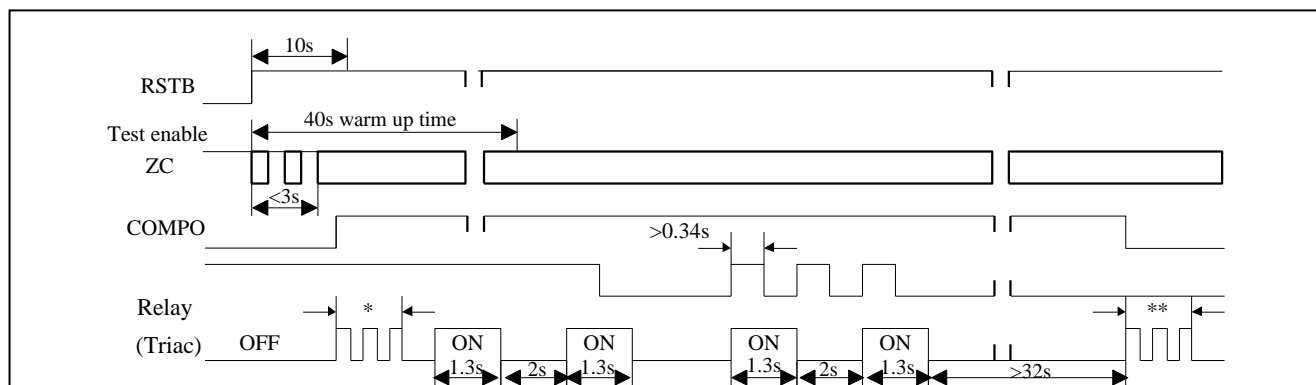 10s
RSTB
Test enable
40s warm up time
ZC
<3s
COMPO
>0.34s
Relay
*
**
(Triac)
OFF
ON
ON
ON
ON
1.3s
2s
1.3s
1.3s
2s
1.3s
>32s